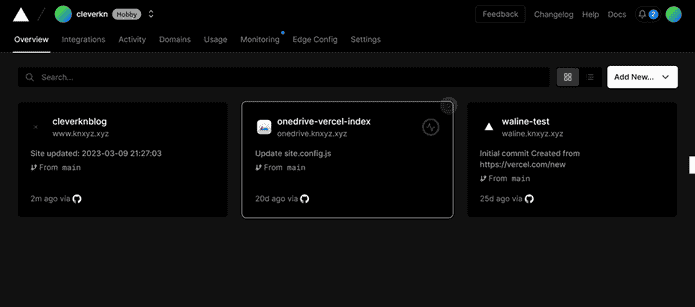 cleverkn Hobby Feedback Changelog Help Docs 2
Overview Integrations Activity Domains Usage Monitoring Edge Config Settings
Search... Add New...
cleverknblog
www.knxyz.xyz
Site updated: 2023-03-09 21:27:03
From main
2m ago via
onedrive-vercel-index
onedrive.knxyz.xyz
Update site.config.js
From main
20d ago via
waline-test
waline.knxyz.xyz
Initial commit Created from
https://vercel.com/new
From main
25d ago via